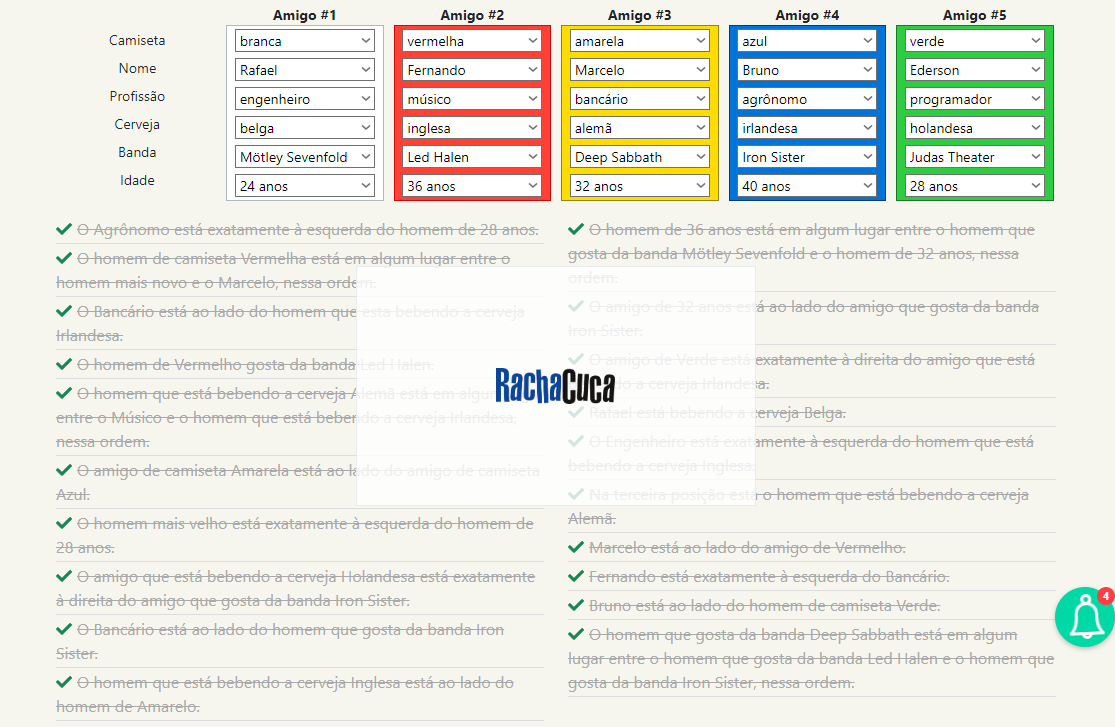 Amigo #1 Amigo #2 Amigo #3 Amigo #4 Amigo #5
Camiseta branca vermelha amarela azul verde
Nome Rafael Fernando Marcelo Bruno Ederson
Profissão engenheiro músico bancário agrônomo programador
Cerveja belga inglesa alemã irlandesa holandesa
Banda Mötley Sevenfold Led Halen Deep Sabbath Iron Sister Judas Theater
Idade 24 anos 36 anos 32 anos 40 anos 28 anos
O Agrônomo está exatamente à esquerda do homem de 28 anos.
O homem de camiseta Vermelha está em algum lugar entre o
homem mais novo e o Marcelo, nessa ordem.
O Bancário está ao lado do homem que esta bebendo a cerveja
Irlandesa.
O homem de Vermelho gosta da banda Led Halen.
O homem que está bebendo a cerveja Alemã está em algum lugar
entre o Músico e o homem que está bebendo a cerveja Irlandesa,
nessa ordem.
O amigo de camiseta Amarela está ao lado do amigo de camiseta
Azul.
O homem mais velho está exatamente à esquerda do homem de
28 anos.
O amigo que está bebendo a cerveja Holandesa está exatamente
à direita do amigo que gosta da banda Iron Sister.
O Bancário está ao lado do homem que gosta da banda Iron
Sister.
O homem que está bebendo a cerveja Inglesa está ao lado do
homem de Amarelo.
O homem de 36 anos está em algum lugar entre o homem que
gosta da banda Mötley Sevenfold e o homem de 32 anos, nessa
ordem.
O amigo de 32 anos está ao lado do amigo que gosta da banda
Iron Sister.
O amigo de Verde está exatamente à direita do amigo que está
bebendo a cerveja Irlandesa.
Rafael está bebendo a cerveja Belga.
O Engenheiro está exatamente à esquerda do homem que está
bebendo a cerveja Inglesa.
Na terceira posição está o homem que está bebendo a cerveja
Alemã.
Marcelo está ao lado do amigo de Vermelho.
Fernando está exatamente à esquerda do Bancário.
Bruno está ao lado do homem de camiseta Verde.
O homem que gosta da banda Deep Sabbath está em algum
lugar entre o homem que gosta da banda Led Halen e o homem que
gosta da banda Iron Sister, nessa ordem.
RachaCuca
4